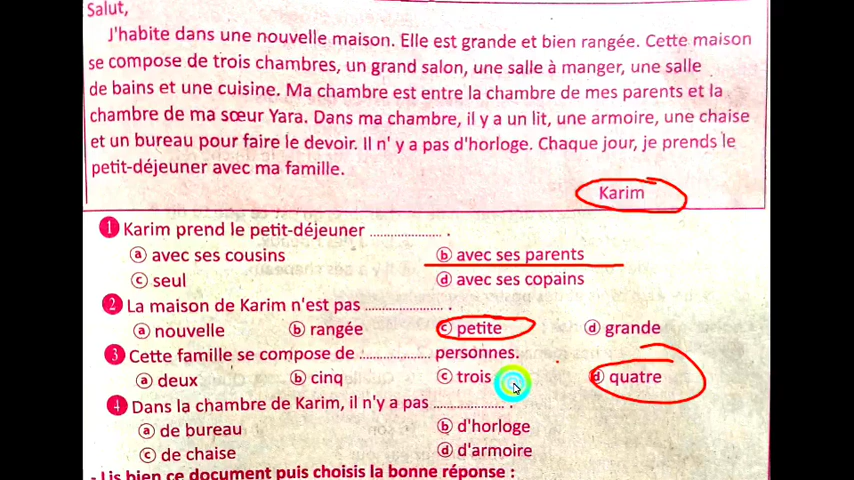 Salut,
J'habite dans une nouvelle maison. Elle est grande et bien rangée. Cette maison
se compose de trois chambres, un grand salon, une salle à manger, une salle
de bains et une cuisine. Ma chambre est entre la chambre de mes parents et la
chambre de ma sœur Yara. Dans ma chambre, il y a un lit, une armoire, une chaise
et un bureau pour faire le devoir. Il n' y a pas d'horloge. Chaque jour, je prends le
petit-déjeuner avec ma famille.
Karim
1 Karim prend le petit-déjeuner .................... .
a avec ses cousins b avec ses parents
c seul d avec ses copains
2 La maison de Karim n'est pas .................... .
a nouvelle b rangée c petite d grande
3 Cette famille se compose de .................... personnes.
a deux b cinq c trois d quatre
4 Dans la chambre de Karim, il n'y a pas .................... .
a de bureau b d'horloge
c de chaise d d'armoire
- Lis bien ce document puis choisis la bonne réponse :